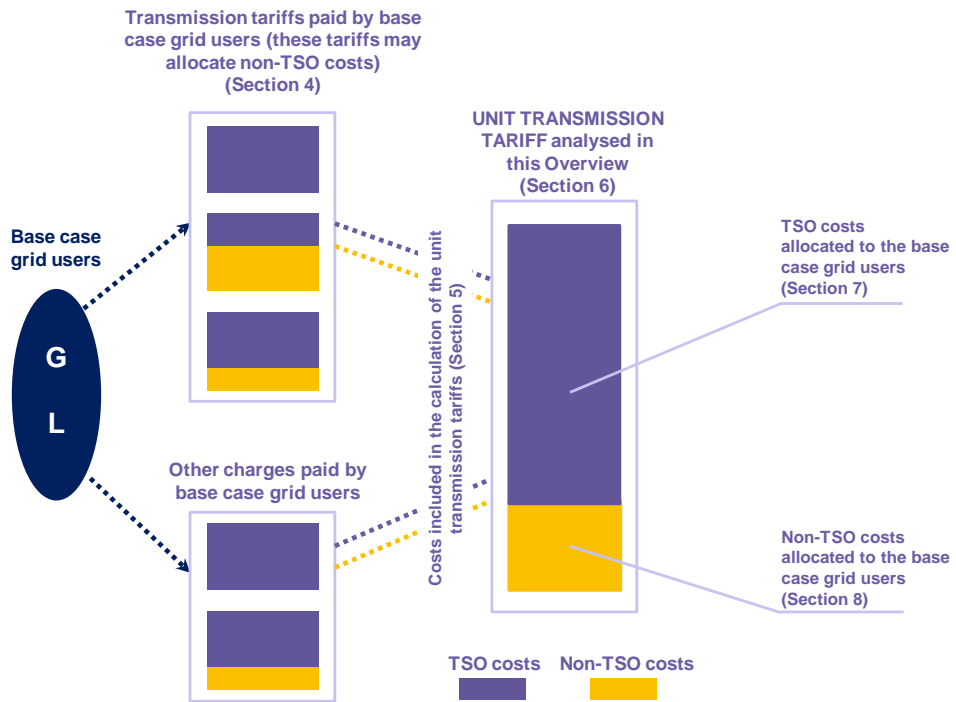 Transmission tariffs paid by base
case grid users (these tariffs may
allocate non-TSO costs)
(Section 4)
UNIT TRANSMISSION
TARIFF analysed in
this Overview
(Section 6)
Base case
grid users
G
L
Costs included in the calculation of the unit
transmission tariffs (Section 5)
TSO costs
allocated to the base
case grid users
(Section 7)
Other charges paid by
base case grid users
Non-TSO costs
allocated to the base
case grid users
(Section 8)
TSO costs
Non-TSO costs